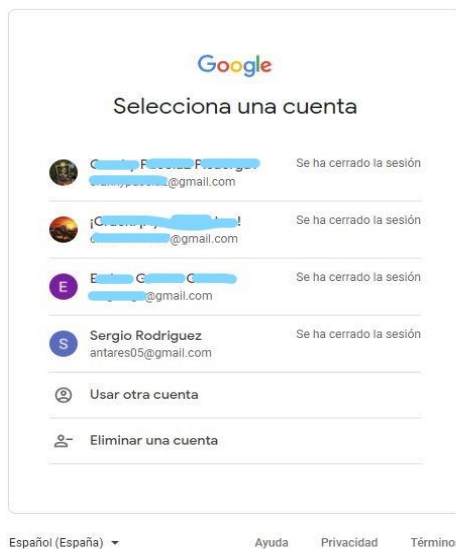 Google
Selecciona una cuenta
Se ha cerrado la sesión
@gmail.com
Se ha cerrado la sesión
@gmail.com
Se ha cerrado la sesión
@gmail.com
Sergio Rodriguez
Se ha cerrado la sesión
antares05@gmail.com
Usar otra cuenta
Eliminar una cuenta
Español (España)
Ayuda Privacidad Término